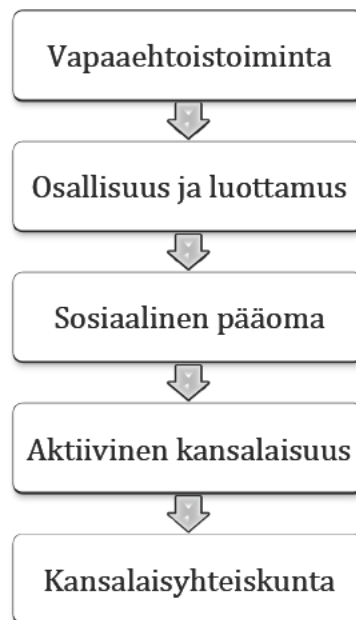 Vapaaehtoistoiminta
Osallisuus ja luottamus
Sosiaalinen pääoma
Aktiivinen kansalaisuus
Kansalaisyhteiskunta